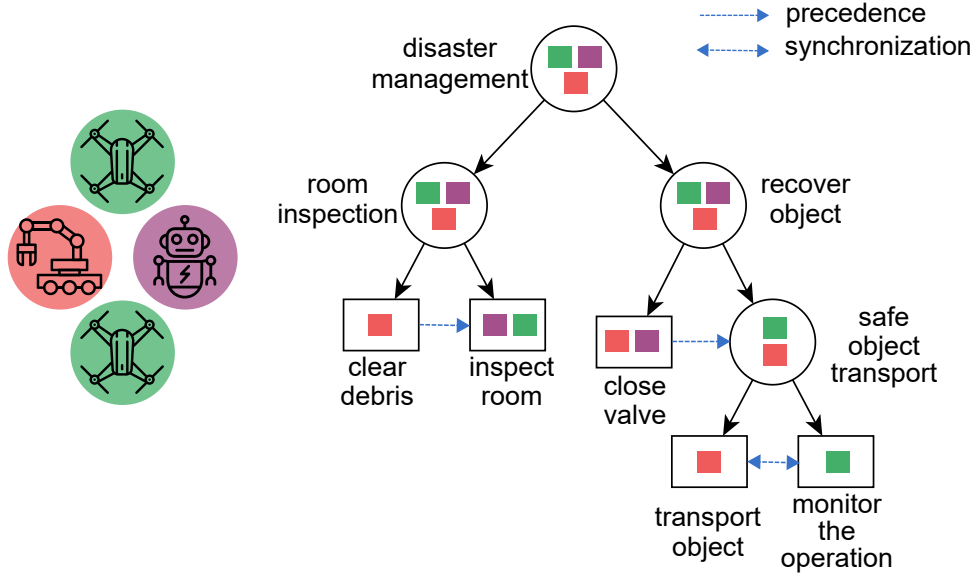 disaster
management
precedence
synchronization
room
inspection
recover
object
clear
debris
inspect
room
close
valve
safe
object
transport
transport
object
monitor
the
operation